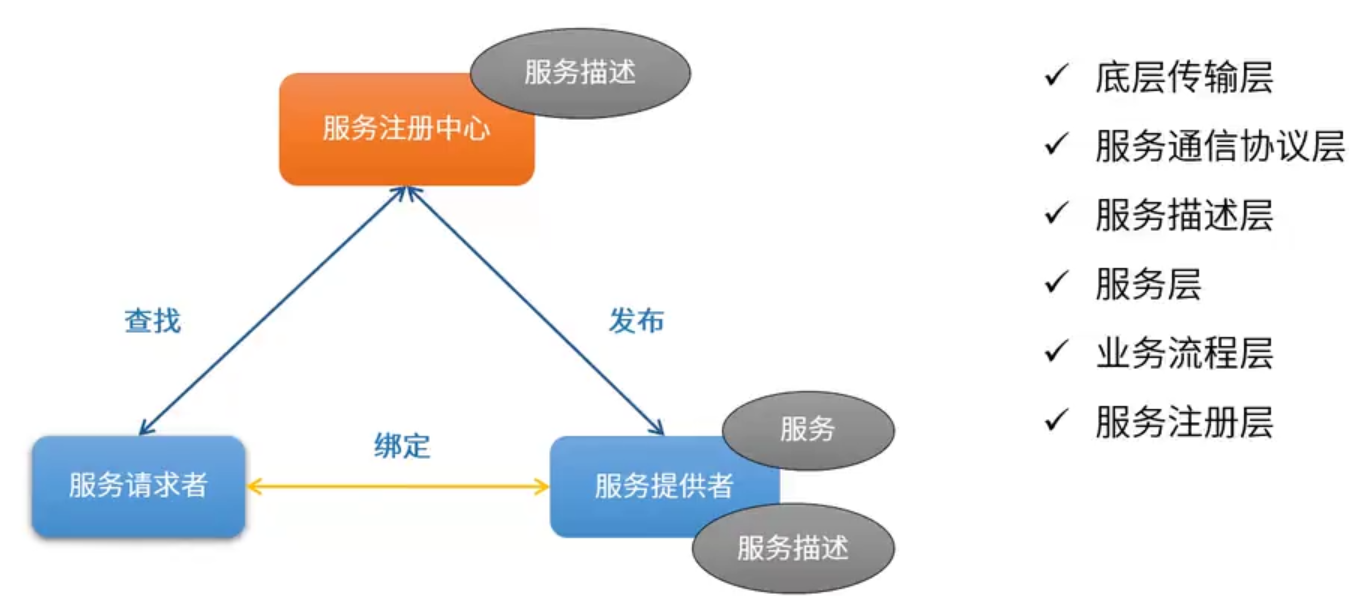 服务描述
服务注册中心
查找
发布
绑定
服务请求者
服务提供者
服务
服务描述
✓ 底层传输层
✓ 服务通信协议层
✓ 服务描述层
✓ 服务层
✓ 业务流程层
✓ 服务注册层